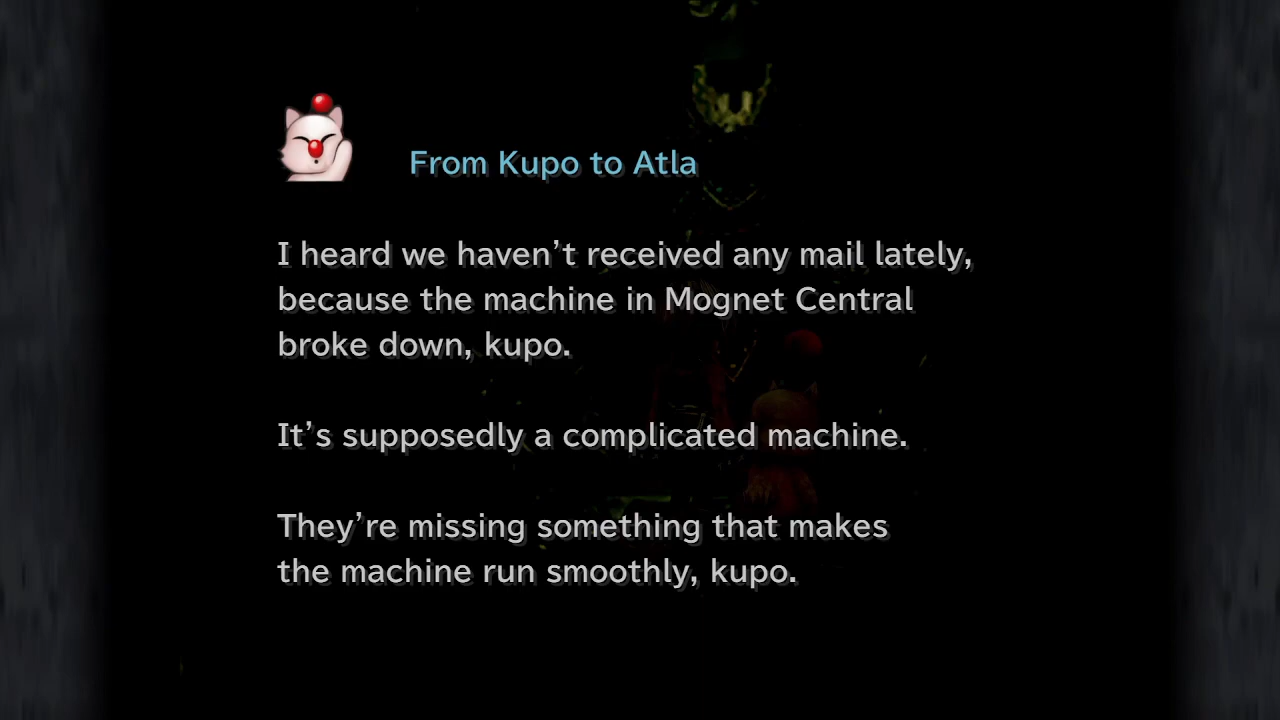 From Kupo to Atla
I heard we haven’t received any mail lately,
because the machine in Mognet Central
broke down, kupo.
It’s supposedly a complicated machine.
They’re missing something that makes
the machine run smoothly, kupo.